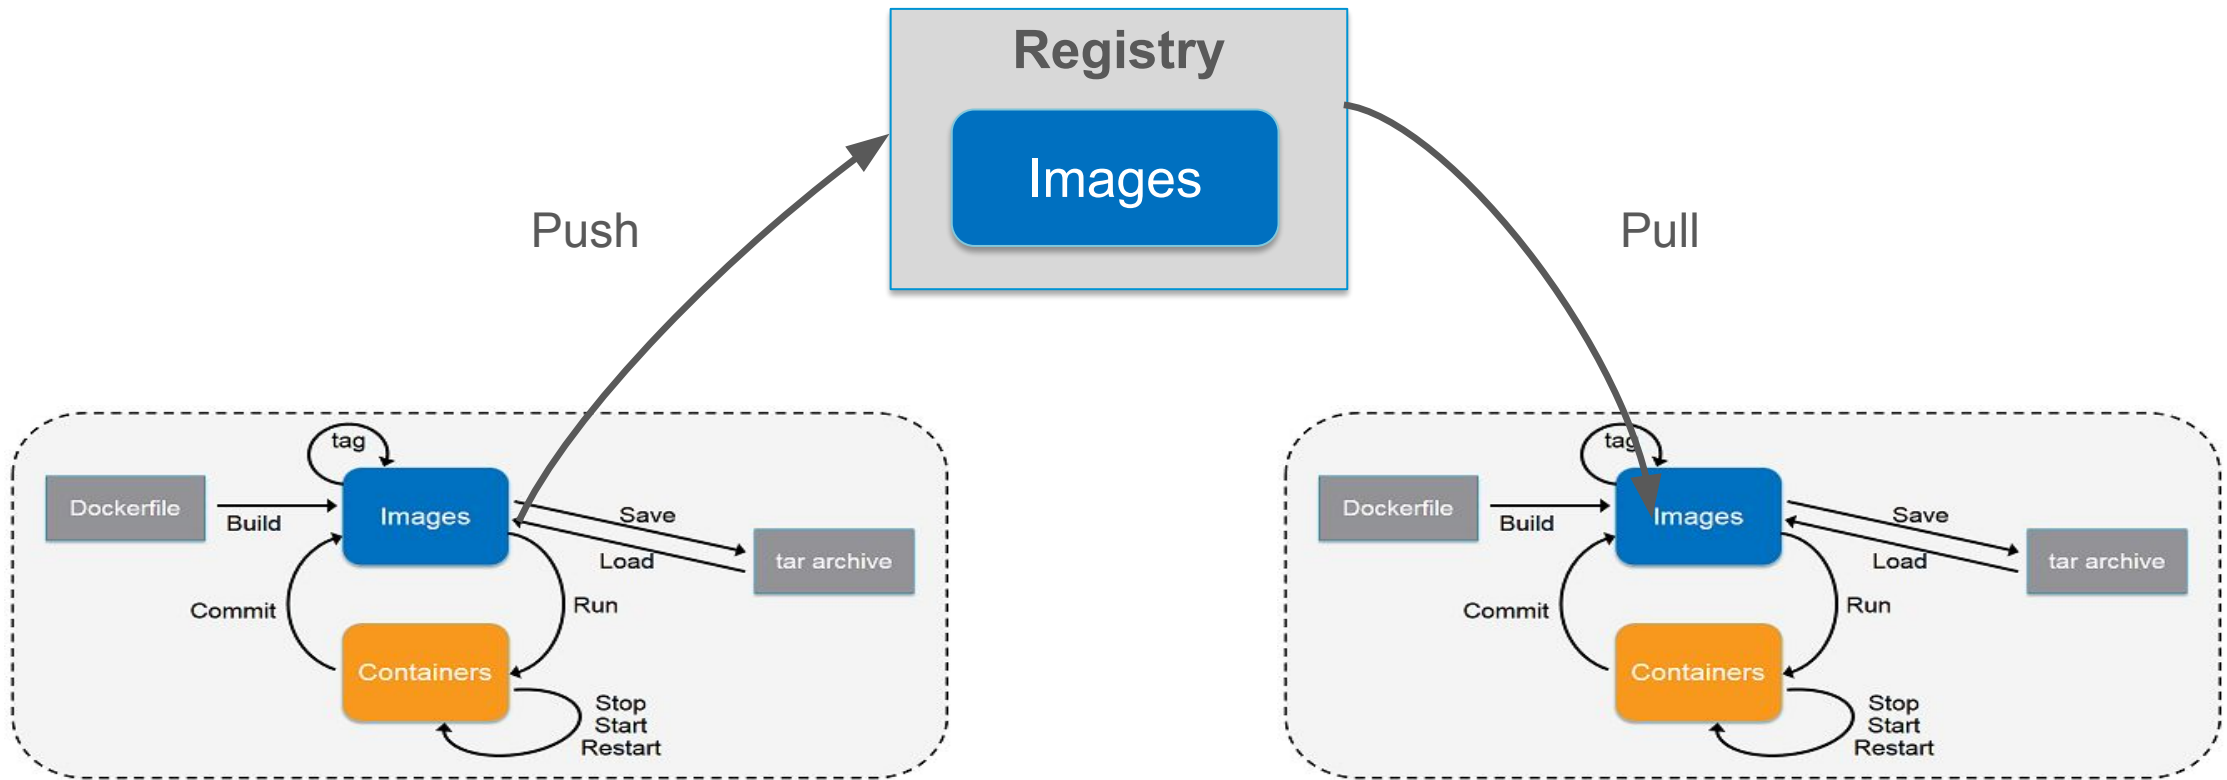 Registry
Images
Push
Pull
tag
Dockerfile
Build
Images
Save
Load
tar archive
Commit
Run
Containers
Stop
Start
Restart
tag
Dockerfile
Build
Images
Save
Load
tar archive
Commit
Run
Containers
Stop
Start
Restart